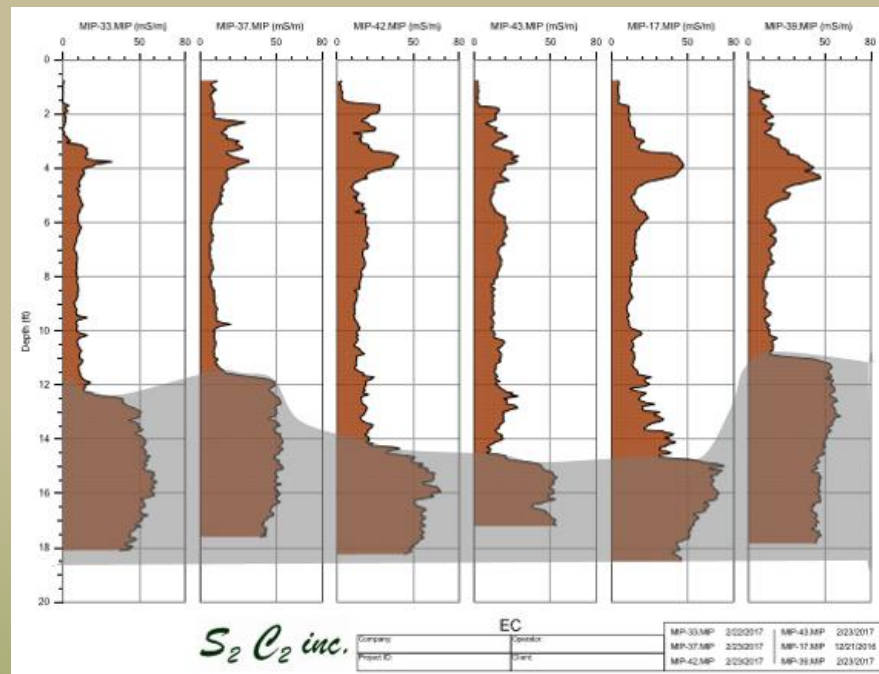 MIP-33.MIP (mS/m) MIP-37.MIP (mS/m) MIP-42.MIP (mS/m) MIP-43.MIP (mS/m) MIP-17.MIP (mS/m) MIP-39.MIP (mS/m)
0 50 80 0 50 80 0 50 80 0 50 80 0 50 80 0 50 80
0
2
4
6
8
10
12
14
16
18
20
Depth (ft)
EC
S2 C2 inc.
Company: Operator:
Project ID: Client:
MIP-33.MIP 2/22/2017 MIP-43.MIP 2/23/2017
MIP-37.MIP 2/23/2017 MIP-17.MIP 12/21/2016
MIP-42.MIP 2/23/2017 MIP-39.MIP 2/23/2017